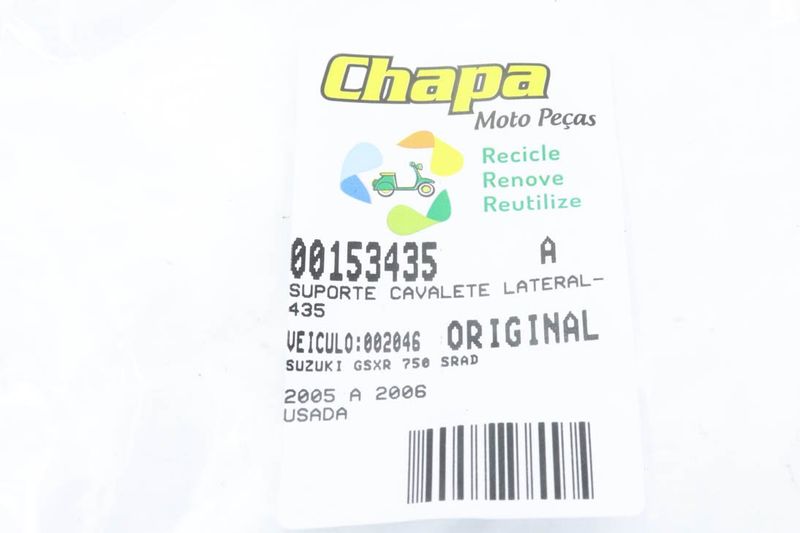 Chapa
Moto Peças
Recicle
Renove
Reutilize
00153435 A
SUPORTE CAVALETE LATERAL-
435
VEICULO:002046 ORIGINAL
SUZUKI GSXR 750 SRAD
2005 A 2006
USADA